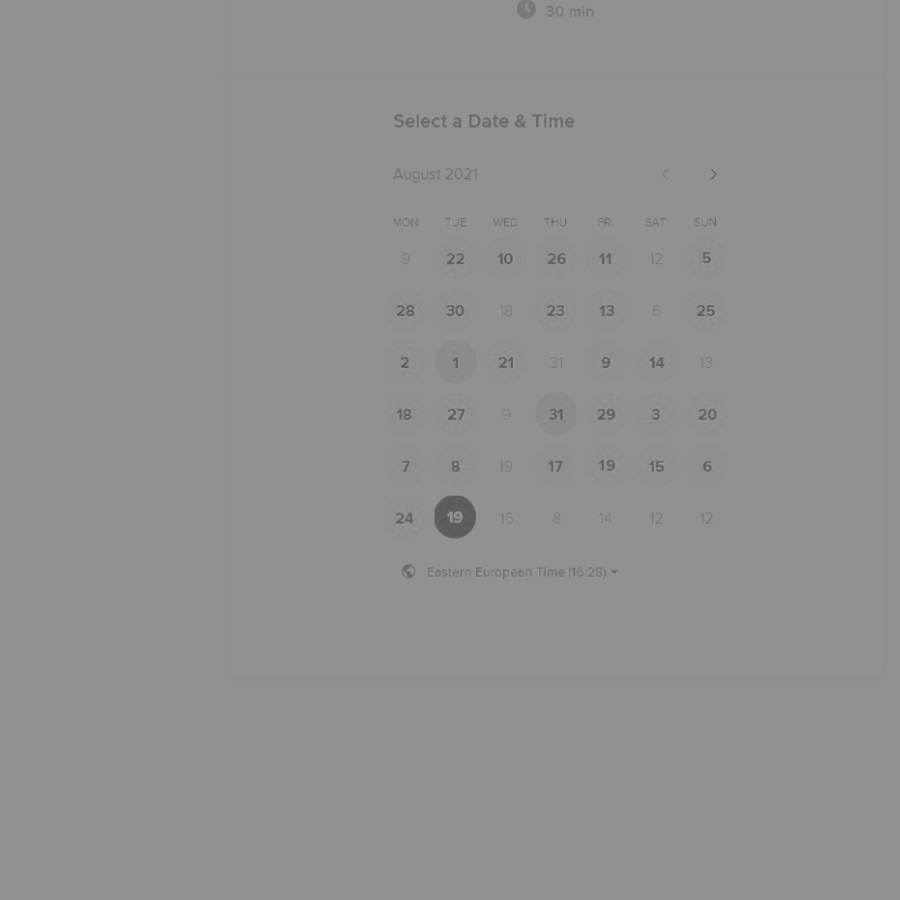 30 min
Select a Date & Time
August 2021
MON TUE WED THU FRI SAT SUN
9 22 10 26 11 12 5
28 30 18 23 13 6 25
2 1 21 31 9 14 13
18 27 9 31 29 3 20
7 8 19 17 19 15 6
24 19 16 8 14 12 12
Eestern Europeen Time (16:28)